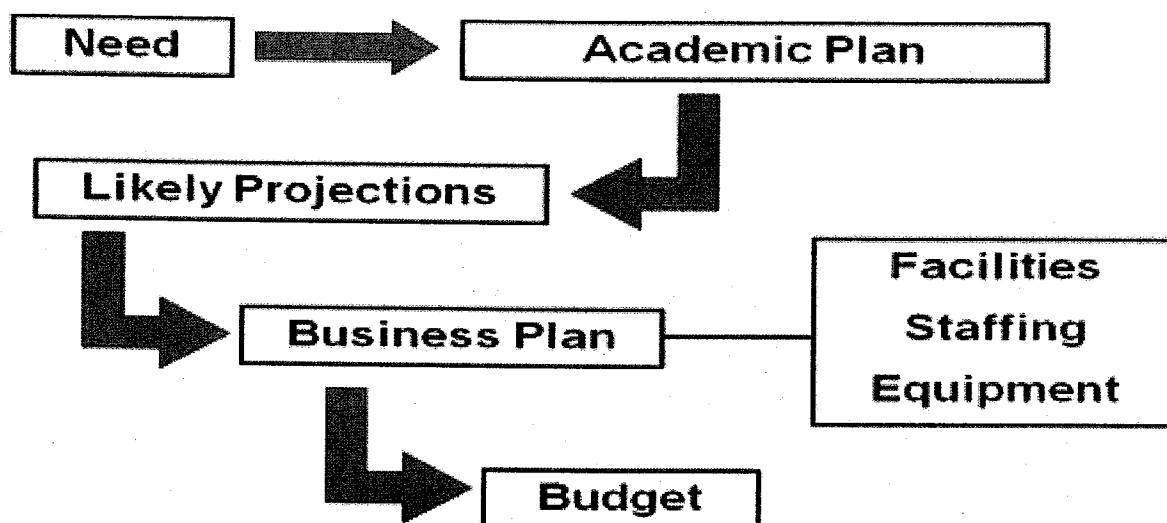 Need
Academic Plan
Likely Projections
Business Plan
Facilities
Staffing
Equipment
Budget